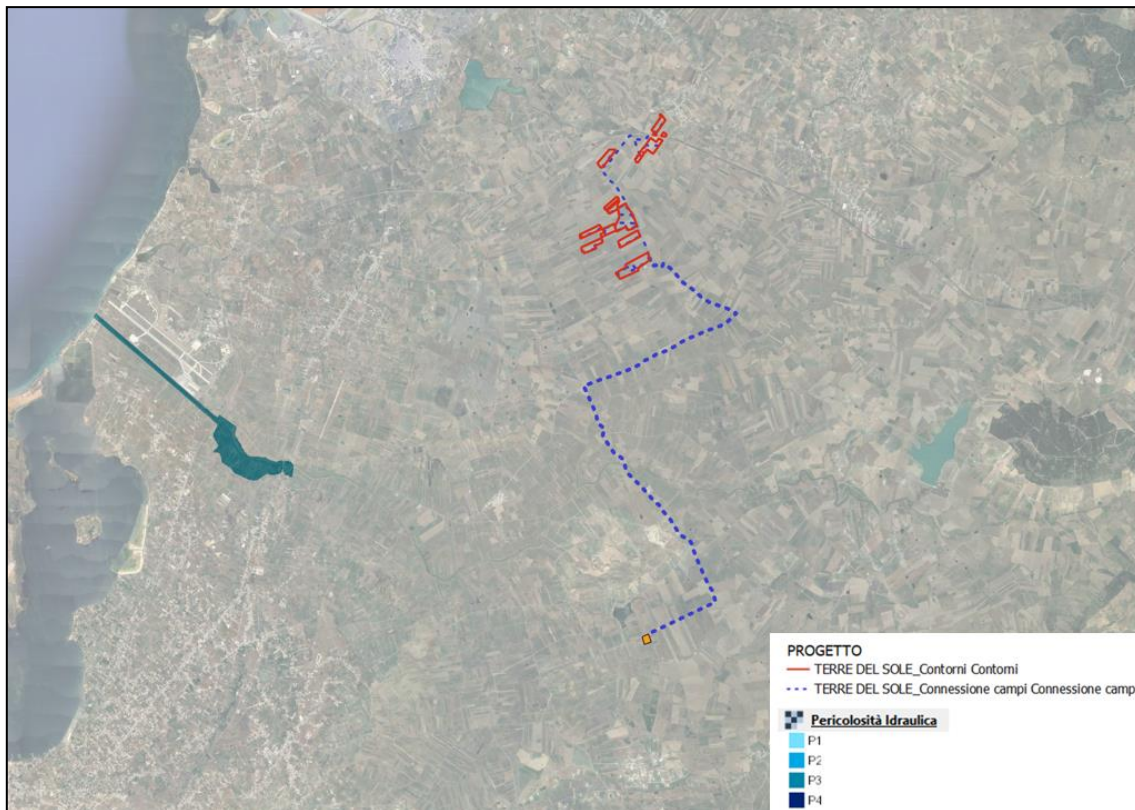 PROGETTO
TERRE DEL SOLE_Contorni Contorni
TERRE DEL SOLE_Connessione campi Connessione camp
Pericolosità Idraulica
P1
P2
P3
P4